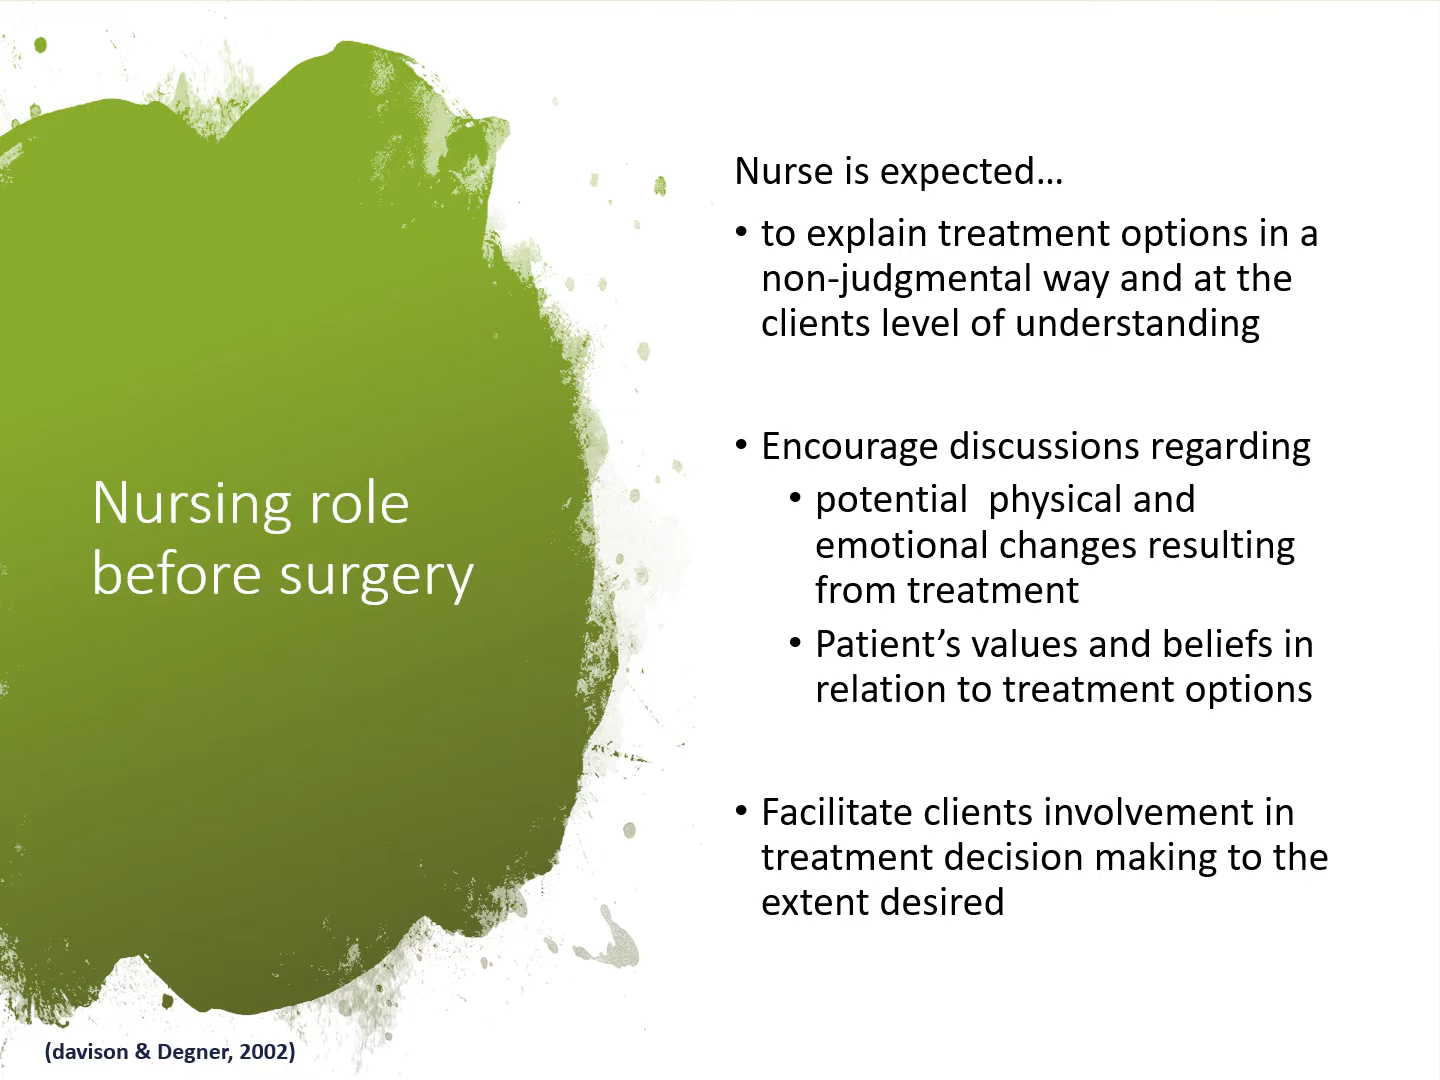 Nursing role
before surgery
Nurse is expected…
• to explain treatment options in a
non-judgmental way and at the
clients level of understanding
• Encourage discussions regarding
• potential  physical and
emotional changes resulting
from treatment
• Patient’s values and beliefs in
relation to treatment options
• Facilitate clients involvement in
treatment decision making to the
extent desired
(davison & Degner, 2002)